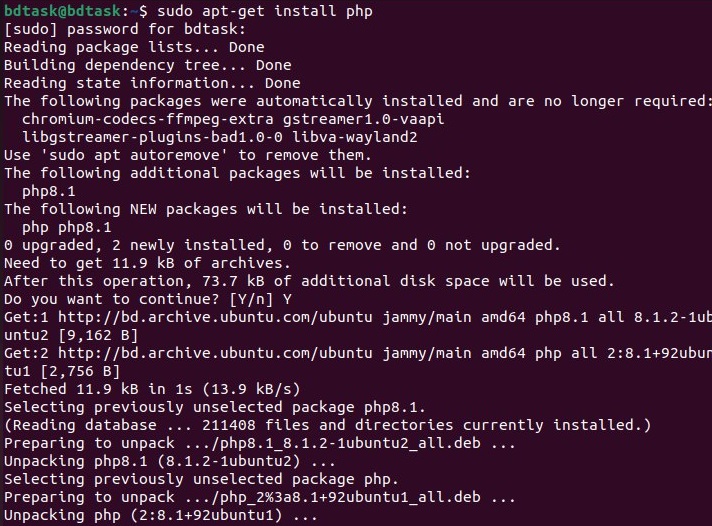 bdtask@bdtask:~$ sudo apt-get install php
[sudo] password for bdtask:
Reading package lists... Done
Building dependency tree... Done
Reading state information... Done
The following packages were automatically installed and are no longer required:
  chromium-codecs-ffmpeg-extra gstreamer1.0-vaapi
  libgstreamer-plugins-bad1.0-0 libva-wayland2
Use 'sudo apt autoremove' to remove them.
The following additional packages will be installed:
  php8.1
The following NEW packages will be installed:
  php php8.1
0 upgraded, 2 newly installed, 0 to remove and 0 not upgraded.
Need to get 11.9 kB of archives.
After this operation, 73.7 kB of additional disk space will be used.
Do you want to continue? [Y/n] Y
Get:1 http://bd.archive.ubuntu.com/ubuntu jammy/main amd64 php8.1 all 8.1.2-1ub
untu2 [9,162 B]
Get:2 http://bd.archive.ubuntu.com/ubuntu jammy/main amd64 php all 2:8.1+92ubun
tu1 [2,756 B]
Fetched 11.9 kB in 1s (13.9 kB/s)
Selecting previously unselected package php8.1.
(Reading database ... 211408 files and directories currently installed.)
Preparing to unpack .../php8.1_8.1.2-1ubuntu2_all.deb ...
Unpacking php8.1 (8.1.2-1ubuntu2) ...
Selecting previously unselected package php.
Preparing to unpack .../php_2%3a8.1+92ubuntu1_all.deb ...
Unpacking php (2:8.1+92ubuntu1) ...